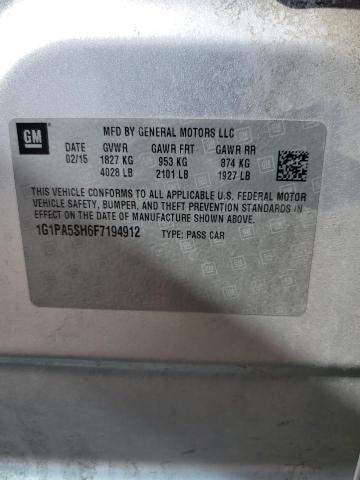 GM
MFD BY GENERAL MOTORS LLC
DATE GVWR GAWR FRT GAWR RR
02/15 1827 KG 953 KG 874 KG
4028 LB 2101 LB 1927 LB
THIS VEHICLE CONFORMS TO ALL APPLICABLE U.S. FEDERAL MOTOR
VEHICLE SAFETY, BUMPER, AND THEFT PREVENTION STANDARDS IN
EFFECT ON THE DATE OF MANUFACTURE SHOWN ABOVE.
1G1PA5SH6F7194912 TYPE: PASS CAR